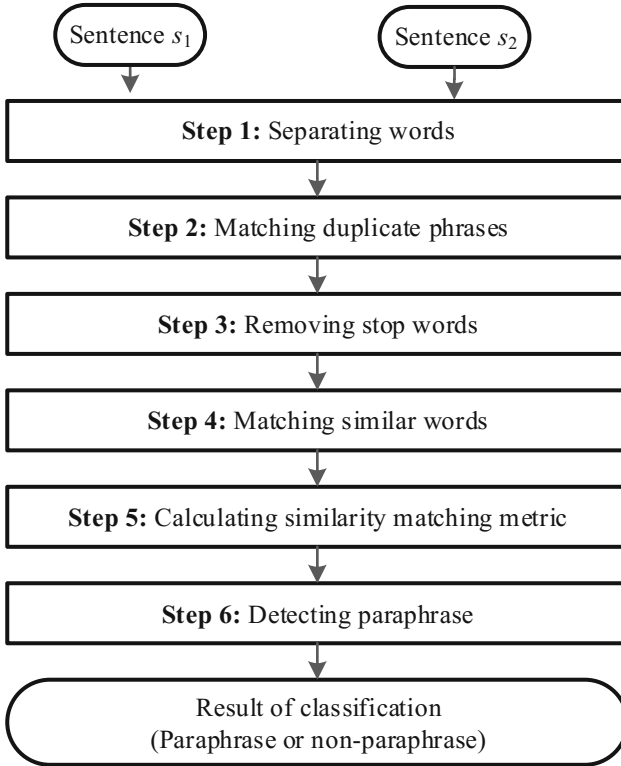 Sentence s1
Sentence s2
Step 1: Separating words
Step 2: Matching duplicate phrases
Step 3: Removing stop words
Step 4: Matching similar words
Step 5: Calculating similarity matching metric
Step 6: Detecting paraphrase
Result of classification
(Paraphrase or non-paraphrase)